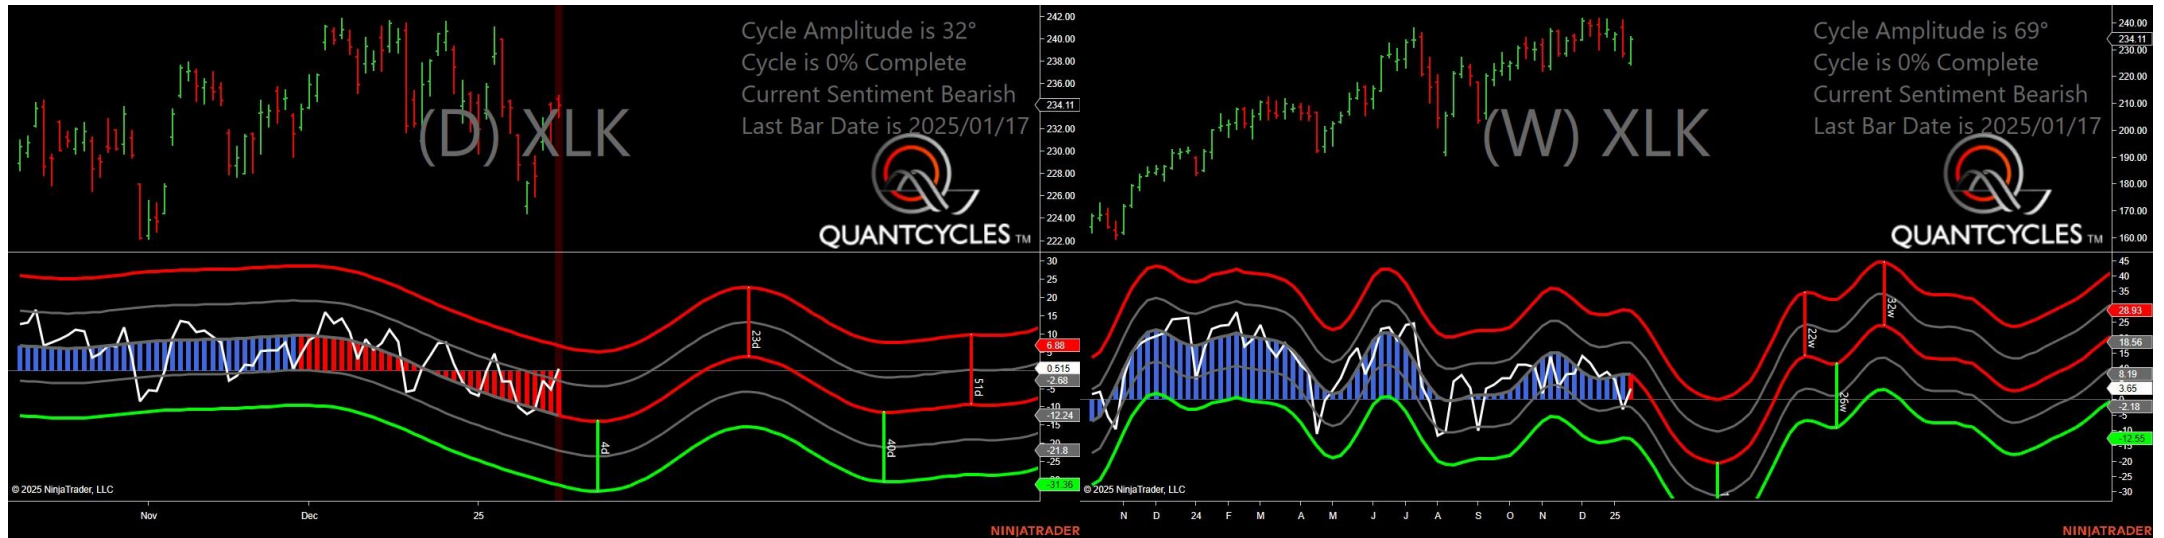 Cycle Amplitude is 32°
Cycle is 0% Complete
Current Sentiment Bearish
Last Bar Date is 2025/01/17
(D) XLK
QUANTCYCLES TM
242.00
240.00
238.00
236.00
234.11
232.00
230.00
228.00
226.00
224.00
222.00
30
25
20
15
10
6.88
0.515
-2.68
-12.24
-15
-21.8
-25
-31.36
4d
23d
40d
51d
© 2025 NinjaTrader, LLC
Nov
Dec
25
NINJATRADER
Cycle Amplitude is 69°
Cycle is 0% Complete
Current Sentiment Bearish
Last Bar Date is 2025/01/17
(W) XLK
QUANTCYCLES TM
240.00
234.11
230.00
220.00
210.00
200.00
190.00
180.00
170.00
160.00
45
40
35
28.93
25
18.56
15
8.19
3.65
-2.18
-12.55
-20
-25
-30
22w
26w
32w
© 2025 NinjaTrader, LLC
N D 24 F M A M J J A S O N D 25
NINJATRADER